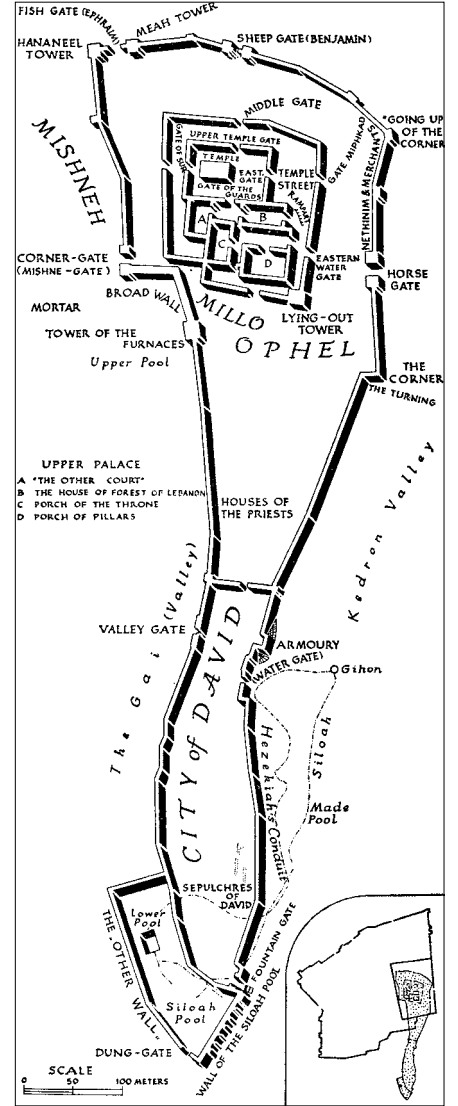 FISH GATE (EPHRAIM)
MEAH TOWER
HANANEEL
TOWER
SHEEP GATE (BENJAMIN)
MIDDLE GATE
"GOING UP
OF THE
CORNER
MISHNEH
GATE OF SUR
UPPER TEMPLE GATE
TEMPLE
EAST.
GATE
GATE OF THE
GUARDS
TEMPLE
STREET
RAMPART
GATE MIPHKAD
NETHINIM & MERCHANTS
A
B
C
D
CORNER-GATE
(MISHNE-GATE)
EASTERN
WATER
GATE
HORSE
GATE
BROAD WALL
MILLO
OPHEL
LYING-OUT
TOWER
MORTAR
TOWER OF THE
FURNACES
Upper Pool
THE
CORNER
THE TURNING
UPPER PALACE
A "THE OTHER COURT"
B THE HOUSE OF FOREST OF LEBANON
C PORCH OF THE THRONE
D PORCH OF PILLARS
HOUSES OF
THE PRIESTS
Kedron Valley
The Gai (Valley)
VALLEY GATE
CITY of DAVID
ARMOURY
(WATER GATE)
Gihon
Hezekiah's Conduit
Siloah
Made
Pool
SEPULCHRES
OF
DAVID
Lower
Pool
THE "OTHER WALL"
Siloah
Pool
FOUNTAIN GATE
WALL OF THE SILOAH POOL
DUNG-GATE
SCALE
0 50 100 METERS